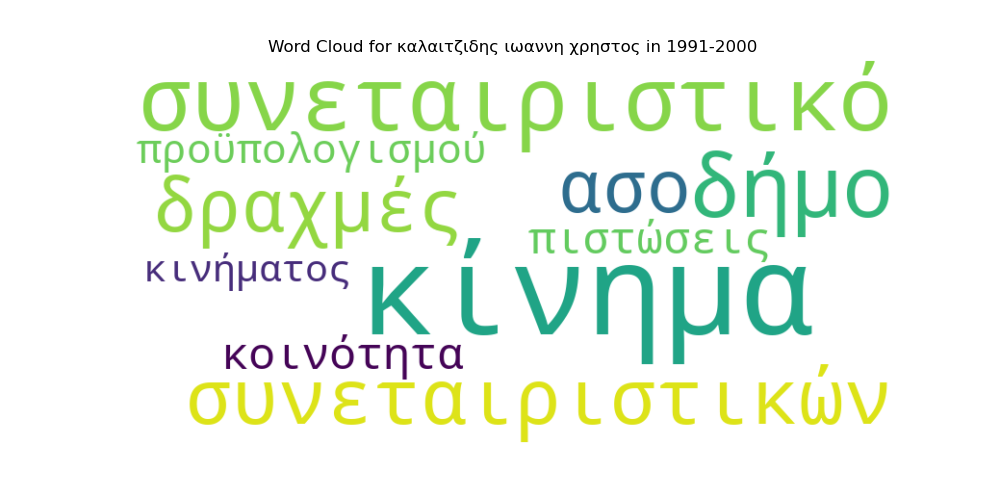 Word Cloud for καλαιτζιδης ιωαννη χρηστος in 1991-2000
συνεταιριστικό
προϋπολογισμού
δραχμές
ασο
δήμο
πιστώσεις
κινήματος
κίνημα
κοινότητα
συνεταιριστικών